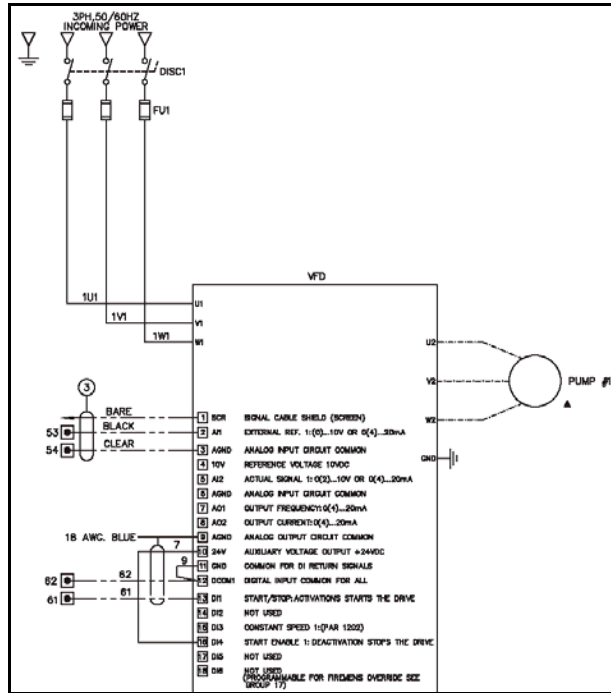 3PH,50/60HZ
INCOMING POWER
DISC1
FU1
VFD
1U1
U1
1V1
V1
1W1
W1
U2
V2
W2
PUMP #1
GND
3
BARE
1 SCR SIGNAL CABLE SHIELD (SCREEN)
53 BLACK
2 AI1 EXTERNAL REF. 1:(0)...10V OR 0(4)...20mA
54 CLEAR
3 AGND ANALOG INPUT CIRCUIT COMMON
4 10V REFERENCE VOLTAGE 10VDC
5 AI2 ACTUAL SIGNAL 1: 0(2)...10V OR 0(4)...20mA
6 AGND ANALOG INPUT CIRCUIT COMMON
7 AO1 OUTPUT FREQUENCY:0(4)...20mA
8 AO2 OUTPUT CURRENT:0(4)...20mA
18 AWG. BLUE
9 AGND ANALOG OUTPUT CIRCUIT COMMON
7
10 24V AUXILIARY VOLTAGE OUTPUT +24VDC
9
11 GND COMMON FOR DI RETURN SIGNALS
62 62
12 DCOM1 DIGITAL INPUT COMMON FOR ALL
61 61
13 DI1 START/STOP: ACTIVATIONS STARTS THE DRIVE
14 DI2 NOT USED
15 DI3 CONSTANT SPEED 1:(PAR 1202)
16 DI4 START ENABLE 1: DEACTIVATION STOPS THE DRIVE
17 DI5 NOT USED
18 DI6 NOT USED
(PROGRAMMABLE FOR FIREMENS OVERRIDE SEE
GROUP 17)